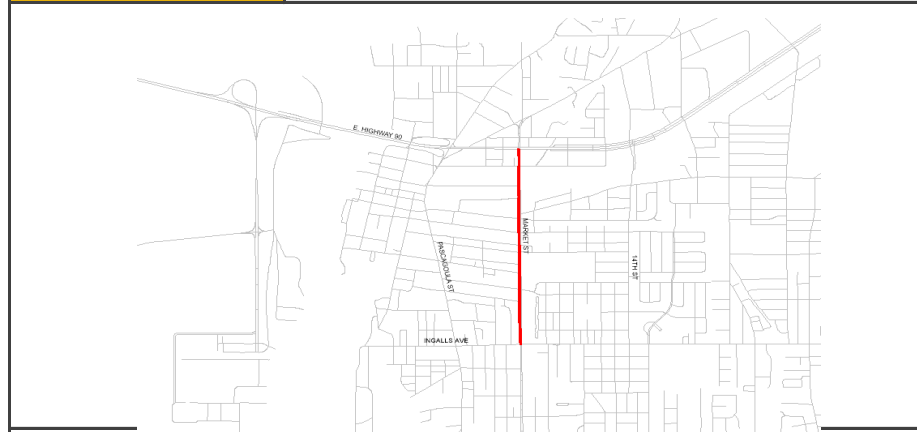 E. HIGHWAY 90
MARKET ST
PASCAGOULA ST
14TH ST
INGALLS AVE